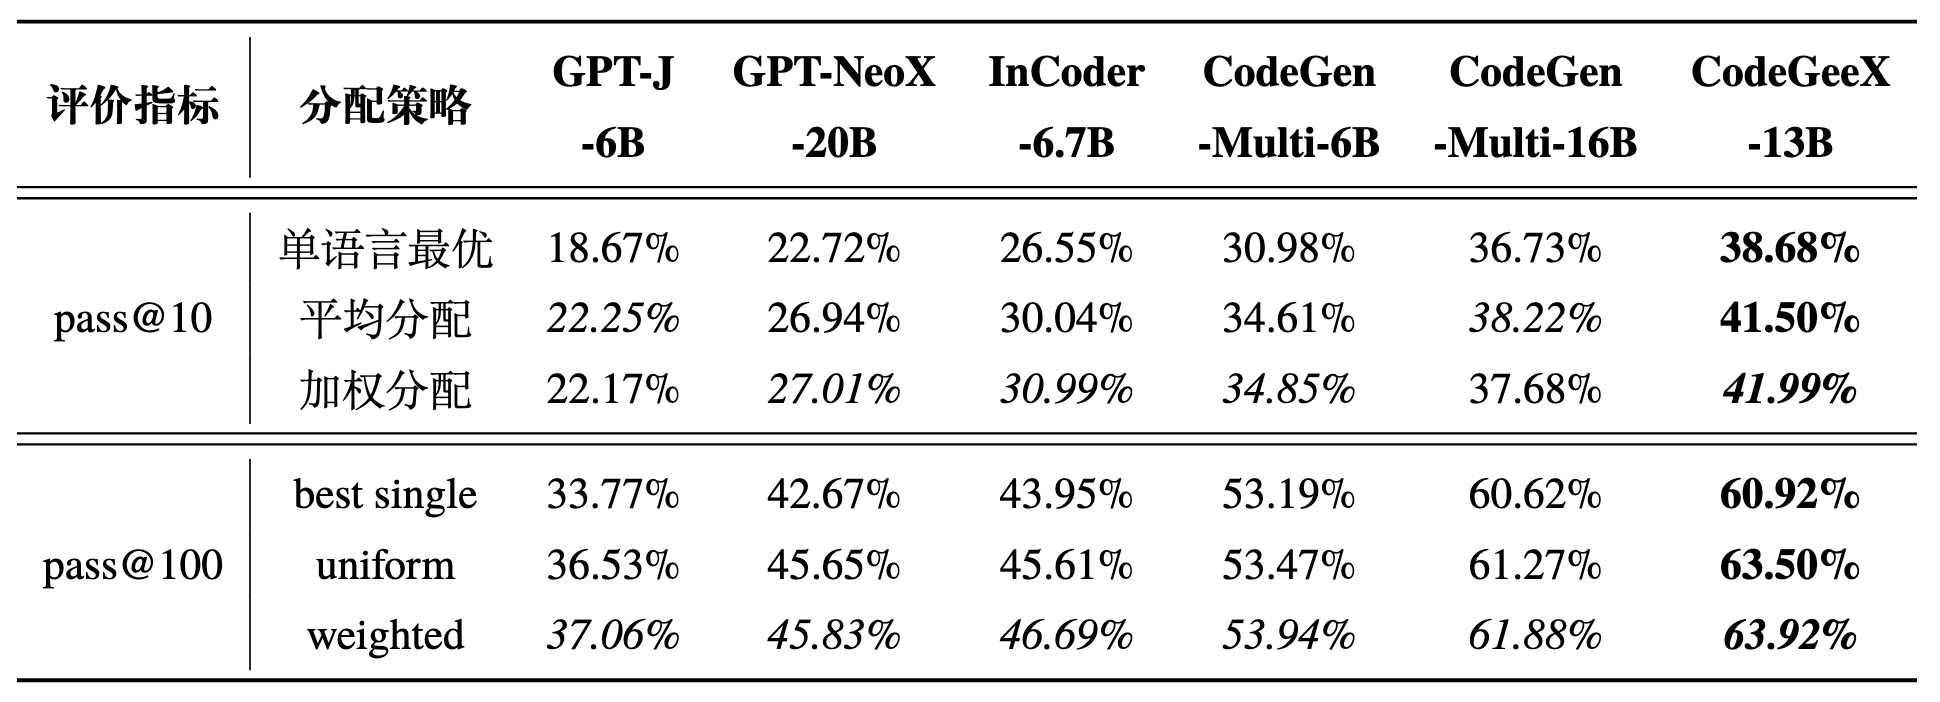 评价指标 分配策略 GPT-J GPT-NeoX InCoder CodeGen CodeGen CodeGeeX
-6B -20B -6.7B -Multi-6B -Multi-16B -13B
单语言最优 18.67% 22.72% 26.55% 30.98% 36.73% 38.68%
pass@10 平均分配 22.25% 26.94% 30.04% 34.61% 38.22% 41.50%
加权分配 22.17% 27.01% 30.99% 34.85% 37.68% 41.99%
best single 33.77% 42.67% 43.95% 53.19% 60.62% 60.92%
pass@100 uniform 36.53% 45.65% 45.61% 53.47% 61.27% 63.50%
weighted 37.06% 45.83% 46.69% 53.94% 61.88% 63.92%